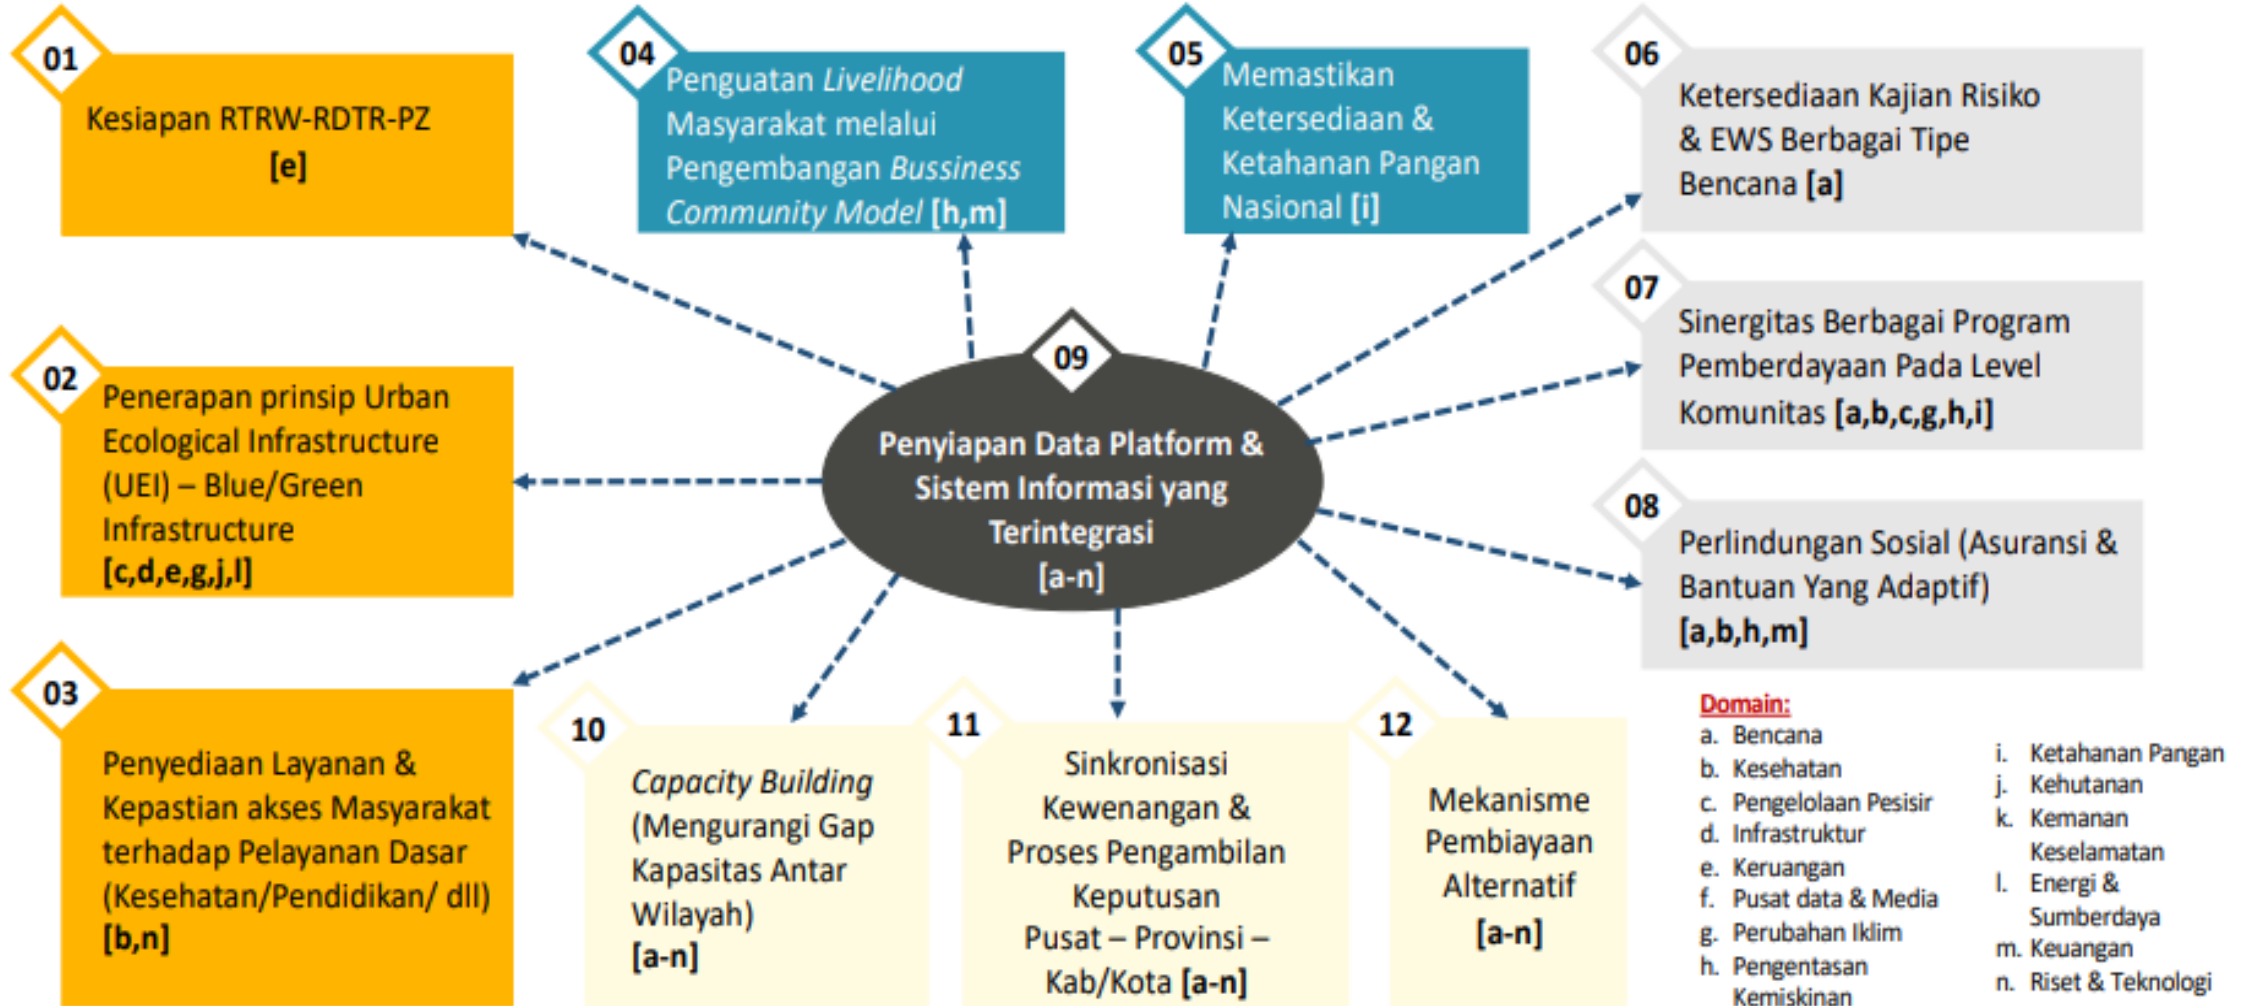 01
Kesiapan RTRW-RDTR-PZ
[e]
02
Penerapan prinsip Urban
Ecological Infrastructure
(UEI) – Blue/Green
Infrastructure
[c,d,e,g,j,l]
03
Penyediaan Layanan &
Kepastian akses Masyarakat
terhadap Pelayanan Dasar
(Kesehatan/Pendidikan/ dll)
[b,n]
04
Penguatan Livelihood
Masyarakat melalui
Pengembangan Bussiness
Community Model [h,m]
05
Memastikan
Ketersediaan &
Ketahanan Pangan
Nasional [i]
06
Ketersediaan Kajian Risiko
& EWS Berbagai Tipe
Bencana [a]
07
Sinergitas Berbagai Program
Pemberdayaan Pada Level
Komunitas [a,b,c,g,h,i]
08
Perlindungan Sosial (Asuransi &
Bantuan Yang Adaptif)
[a,b,h,m]
09
Penyiapan Data Platform &
Sistem Informasi yang
Terintegrasi
[a-n]
10
Capacity Building
(Mengurangi Gap
Kapasitas Antar
Wilayah)
[a-n]
11
Sinkronisasi
Kewenangan &
Proses Pengambilan
Keputusan
Pusat – Provinsi –
Kab/Kota [a-n]
12
Mekanisme
Pembiayaan
Alternatif
[a-n]
Domain:
a. Bencana
b. Kesehatan
c. Pengelolaan Pesisir
d. Infrastruktur
e. Keruangan
f. Pusat data & Media
g. Perubahan Iklim
h. Pengentasan
Kemiskinan
i. Ketahanan Pangan
j. Kehutanan
k. Kemanan
Keselamatan
l. Energi &
Sumberdaya
m. Keuangan
n. Riset & Teknologi